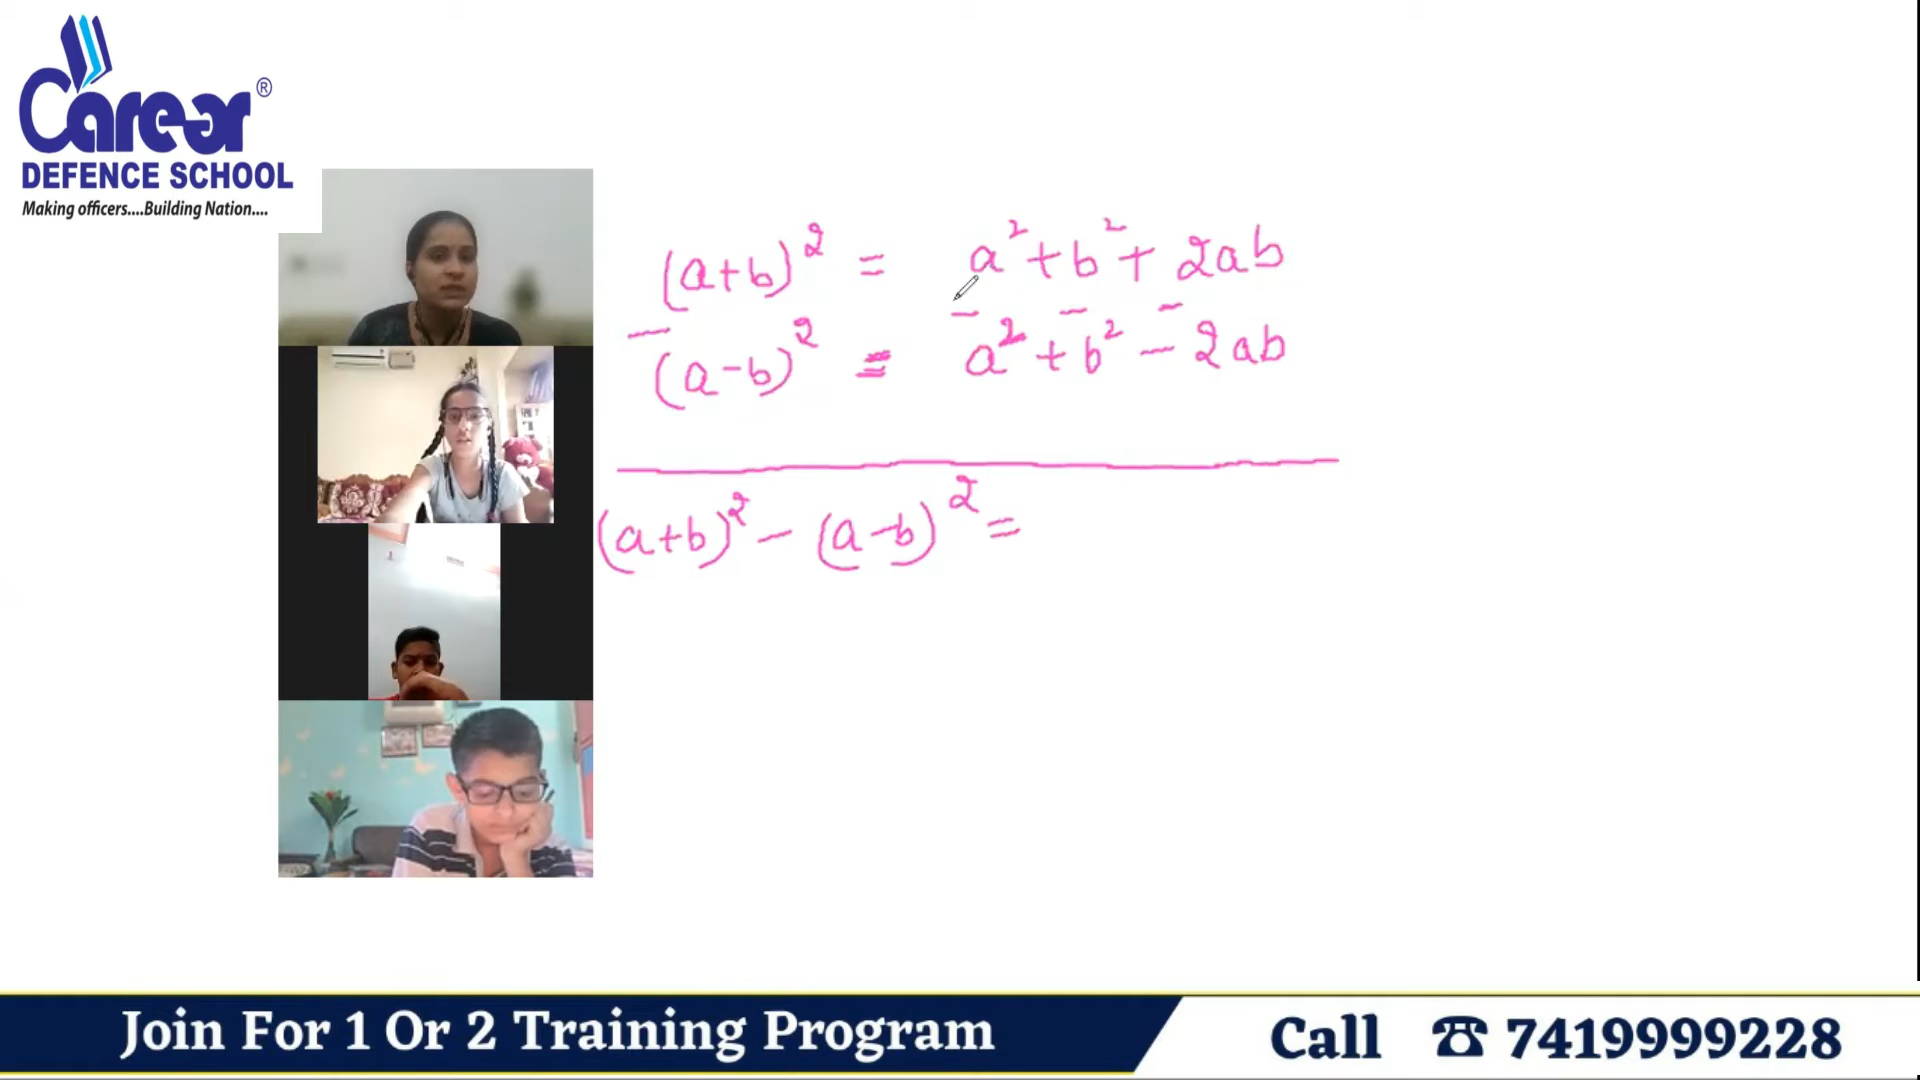 Carear®
DEFENCE SCHOOL
Making officers....Building Nation....
(a+b)² = a²+b²+2ab
− − − −
(a−b)² = a²+b²−2ab
(a+b)² − (a−b)² =
Join For 1 Or 2 Training Program
Call ☎ 7419999228